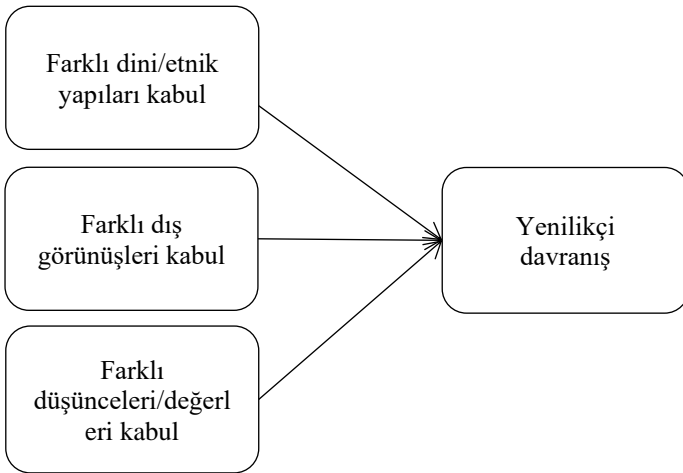 Farklı dini/etnik
yapıları kabul
Farklı dış
görünüşleri kabul
Yenilikçi
davranış
Farklı
düşünceleri/değerl
eri kabul